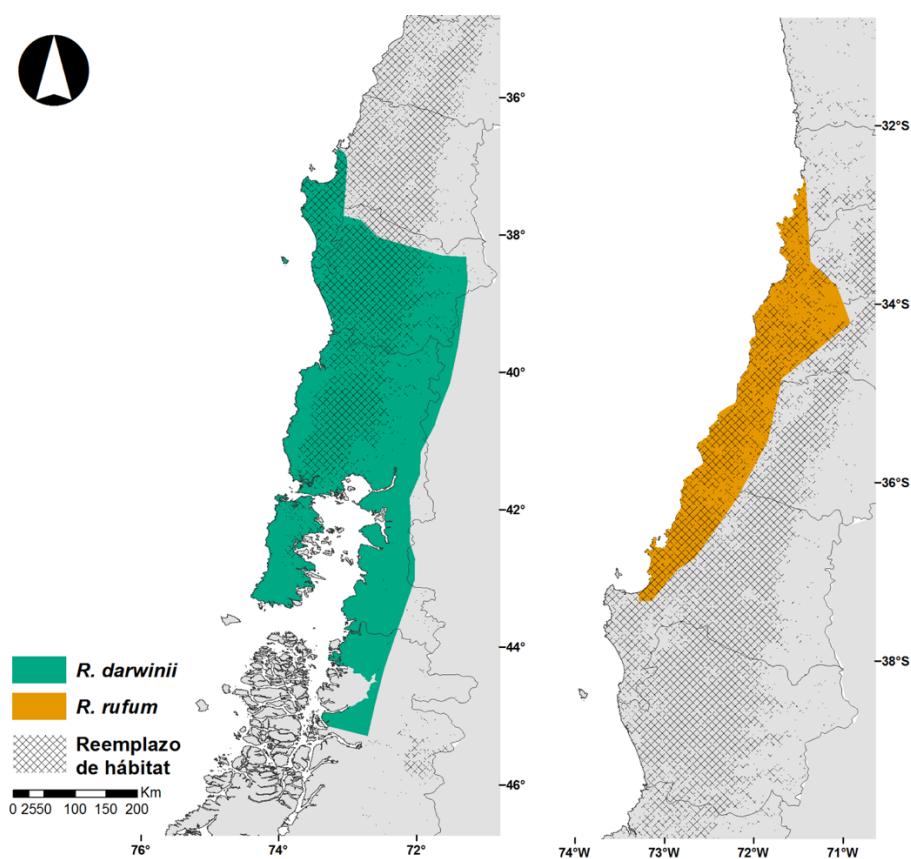 36°
38°
40°
42°
44°
46°
76°
74°
72°
R. darwinii
R. rufum
Reemplazo
de hábitat
Km
0 2550 100 150 200
32°S
34°S
36°S
38°S
74°W
73°W
72°W
71°W